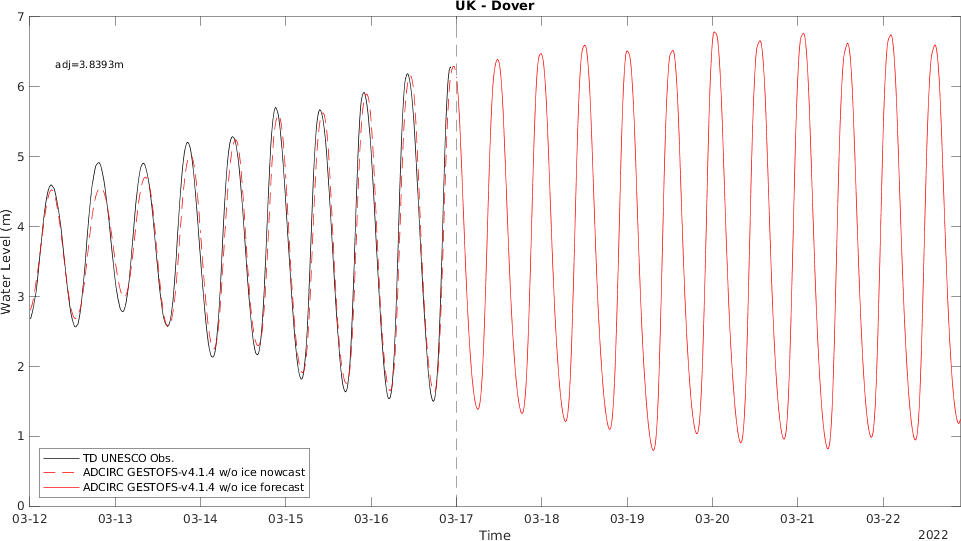 UK - Dover
7
adj=3.8393m
6
5
4
3
2
1
0
Water Level (m)
TD UNESCO Obs.
ADCIRC GESTOFS-v4.1.4 w/o ice nowcast
ADCIRC GESTOFS-v4.1.4 w/o ice forecast
03-12 03-13 03-14 03-15 03-16 03-17 03-18 03-19 03-20 03-21 03-22
Time
2022